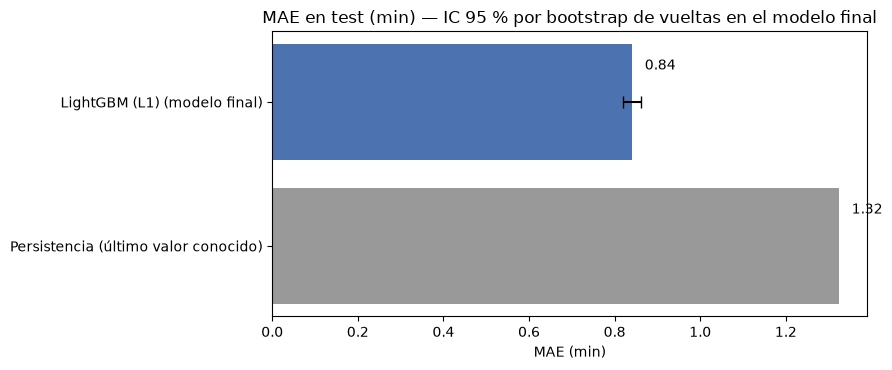 MAE en test (min) — IC 95 % por bootstrap de vueltas en el modelo final
LightGBM (L1) (modelo final)
0.84
Persistencia (último valor conocido)
1.32
0.0 0.2 0.4 0.6 0.8 1.0 1.2
MAE (min)